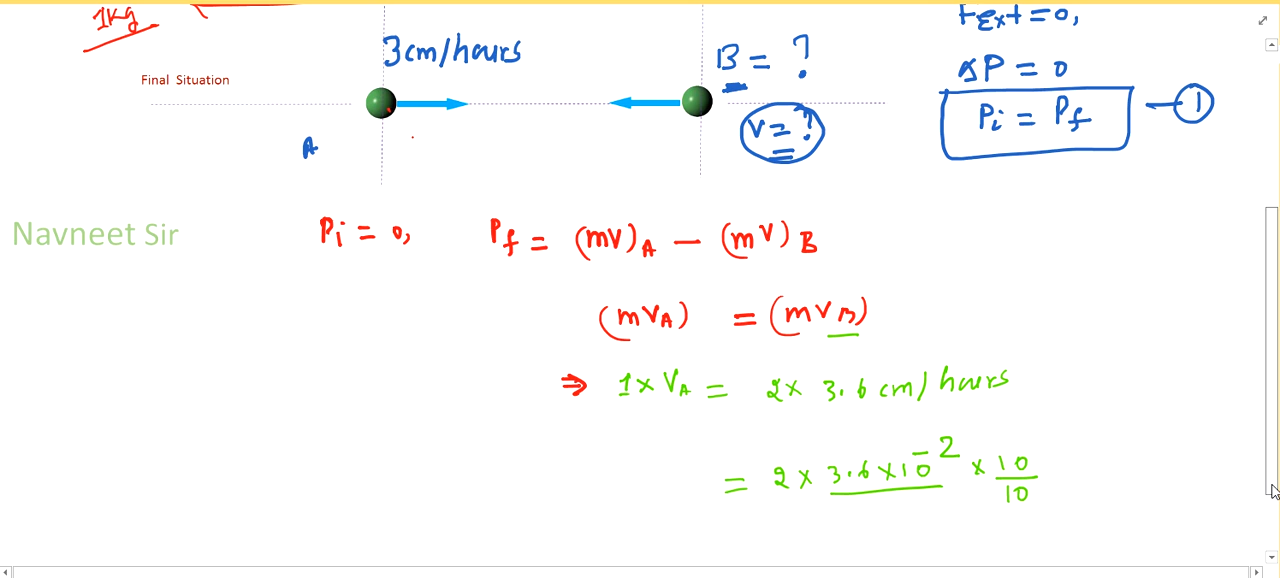 1Kg
FExt = 0,
3cm/hours
B = ?
ΔP = 0
Final Situation
Pi = Pf — 1
V = ?
A
Navneet Sir
Pi = 0, Pf = (mV)A - (mV)B
(mVA) = (mVB)
⇒ 1 × VA = 2 × 3.6 cm/hours
= 2 × 3.6 × 10^-2 × 10/10